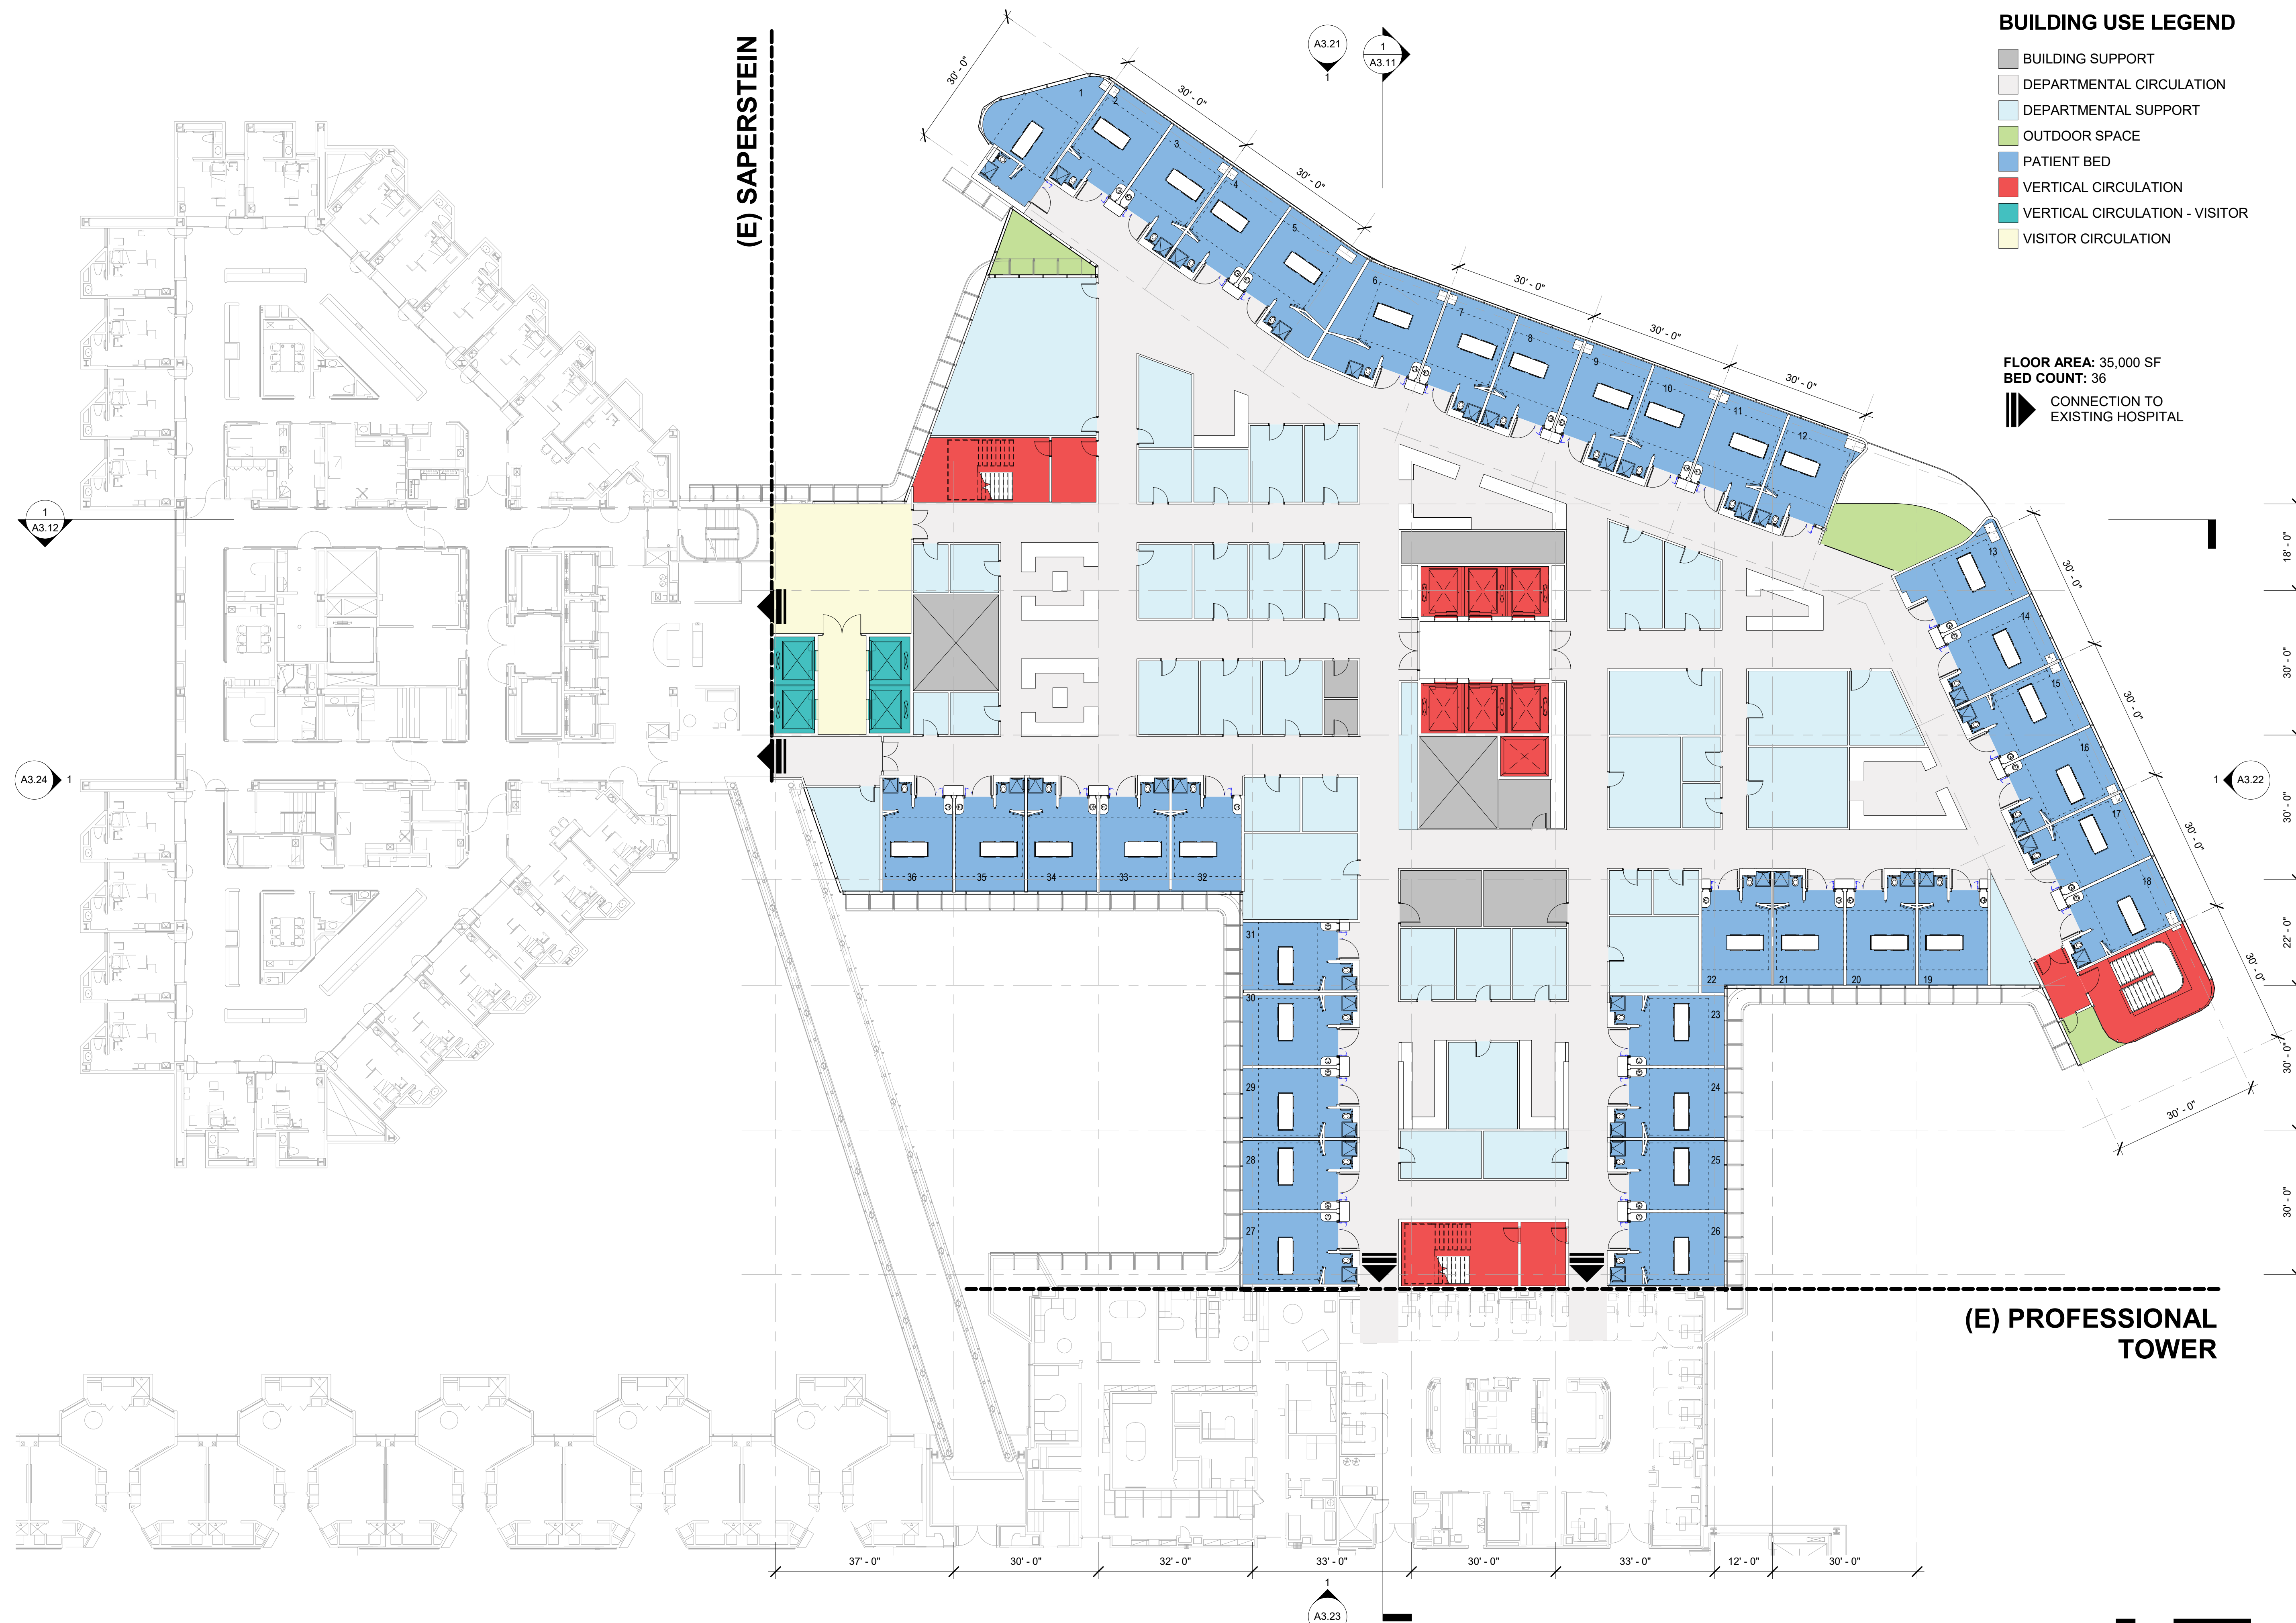 BUILDING USE LEGEND
BUILDING SUPPORT
DEPARTMENTAL CIRCULATION
DEPARTMENTAL SUPPORT
OUTDOOR SPACE
PATIENT BED
VERTICAL CIRCULATION
VERTICAL CIRCULATION - VISITOR
VISITOR CIRCULATION
FLOOR AREA: 35,000 SF
BED COUNT: 36
CONNECTION TO
EXISTING HOSPITAL
(E) SAPERSTEIN
A3.21
1
1
A3.11
30' - 0"
30' - 0"
30' - 0"
30' - 0"
30' - 0"
30' - 0"
1
2
3
4
5
6
7
8
9
10
11
12
13
14
15
16
17
18
1
A3.12
A3.24
1
1
A3.22
30' - 0"
30' - 0"
30' - 0"
30' - 0"
30' - 0"
18' - 0"
30' - 0"
30' - 0"
22' - 0"
30' - 0"
30' - 0"
36
35
34
33
32
31
30
29
28
27
22
21
20
19
23
24
25
26
(E) PROFESSIONAL
TOWER
37' - 0"
30' - 0"
32' - 0"
33' - 0"
30' - 0"
33' - 0"
12' - 0"
30' - 0"
1
A3.23